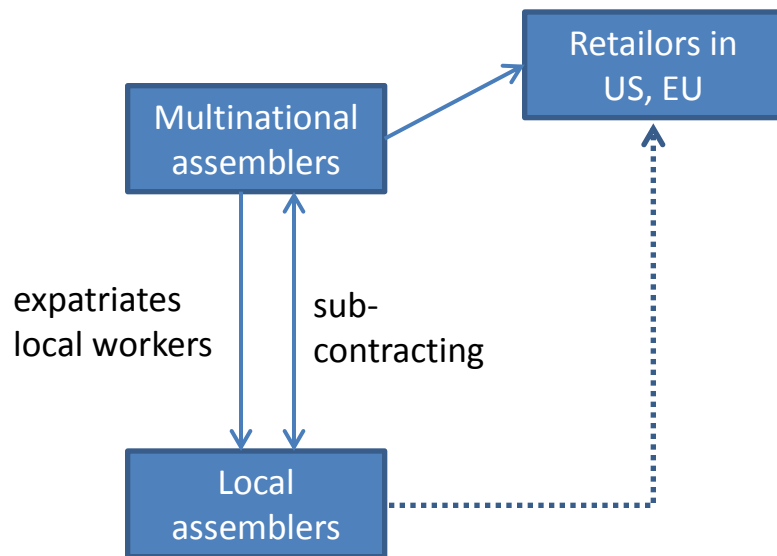 Retailors in
US, EU
Multinational
assemblers
expatriates
local workers
sub-
contracting
Local
assemblers